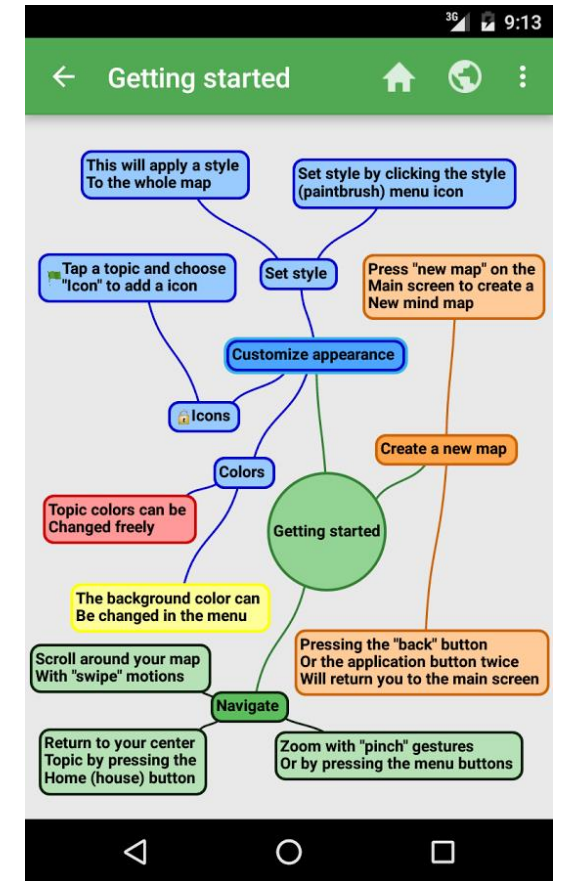 3G 9:13
Getting started
This will apply a style
To the whole map
Set style by clicking the style
(paintbrush) menu icon
Tap a topic and choose
"Icon" to add a icon
Set style
Press "new map" on the
Main screen to create a
New mind map
Customize appearance
Icons
Create a new map
Colors
Topic colors can be
Changed freely
Getting started
The background color can
Be changed in the menu
Pressing the "back" button
Or the application button twice
Will return you to the main screen
Scroll around your map
With "swipe" motions
Navigate
Return to your center
Topic by pressing the
Home (house) button
Zoom with "pinch" gestures
Or by pressing the menu buttons